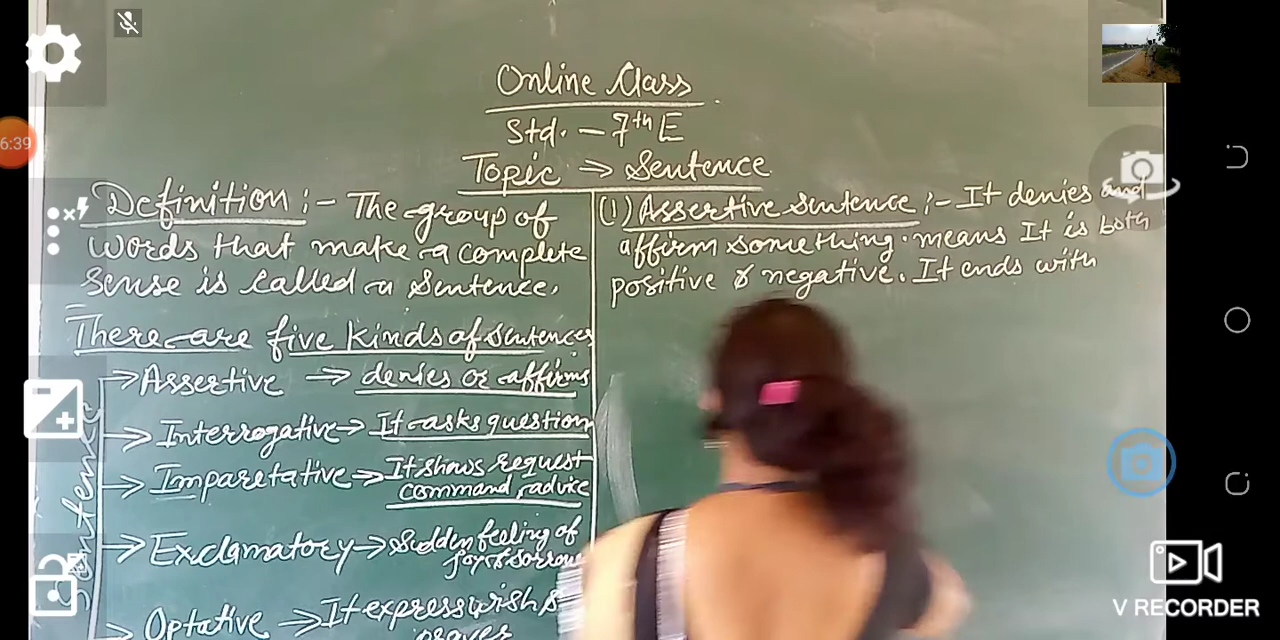 Online Class
Std. - 7th E
Topic ⇒ Sentence
Definition :- The group of
words that make a complete
sense is called a sentence.
There are five kinds of sentences
Sentence
→ Assertive → denies or affirms
→ Interrogative → It asks question
→ Imparetative → It shows request
command, advice
→ Exclamatory → Sudden feeling of
joy or sorrow
→ Optative → It express wish &
prayer
(1) Assertive sentence :- It denies and
affirm something. means It is both
positive & negative. It ends with
6:39
V RECORDER